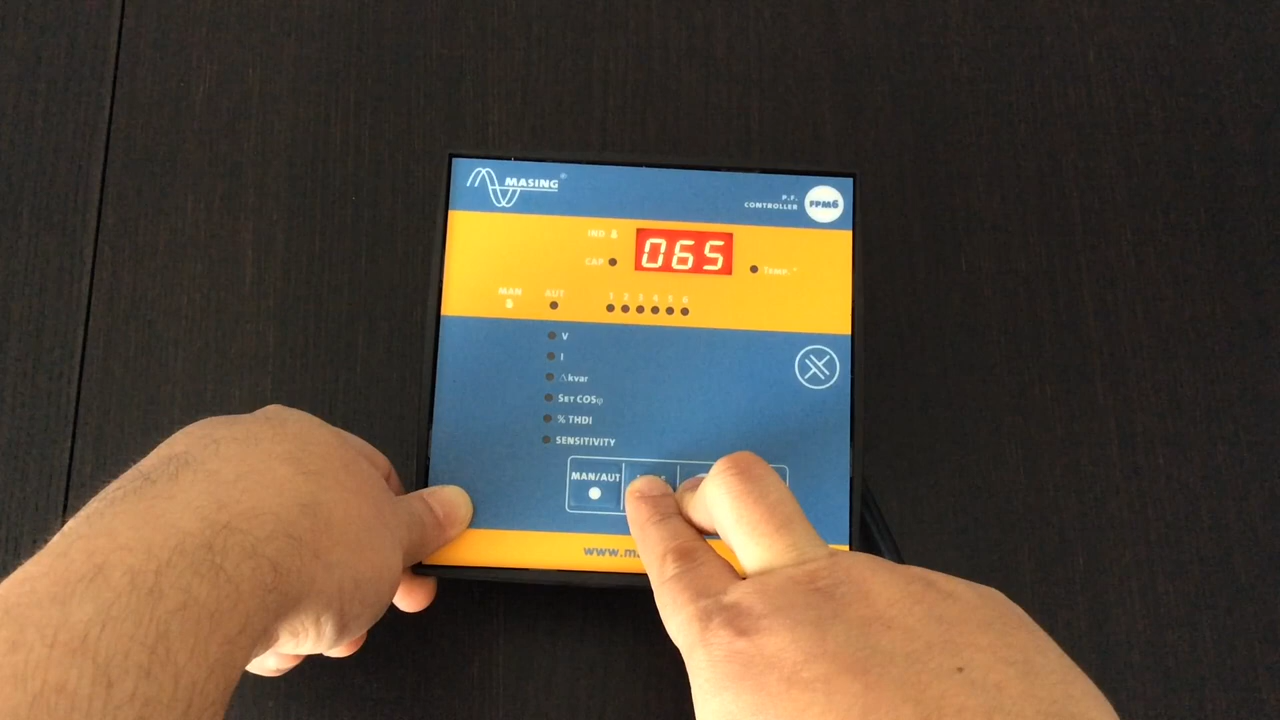 MASING®
P.F.
CONTROLLER
FPM6
IND
065
CAP
TEMP.°
MAN AUT
1 2 3 4 5 6
V
I
△kvar
SET COSφ
% THDI
SENSITIVITY
MAN/AUT
www.m